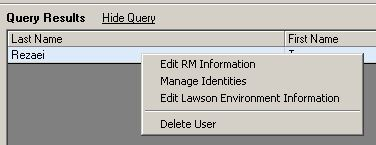 Query Results Hide Query
Last Name First Name
Rezaei
Edit RM Information
Manage Identities
Edit Lawson Environment Information
Delete User